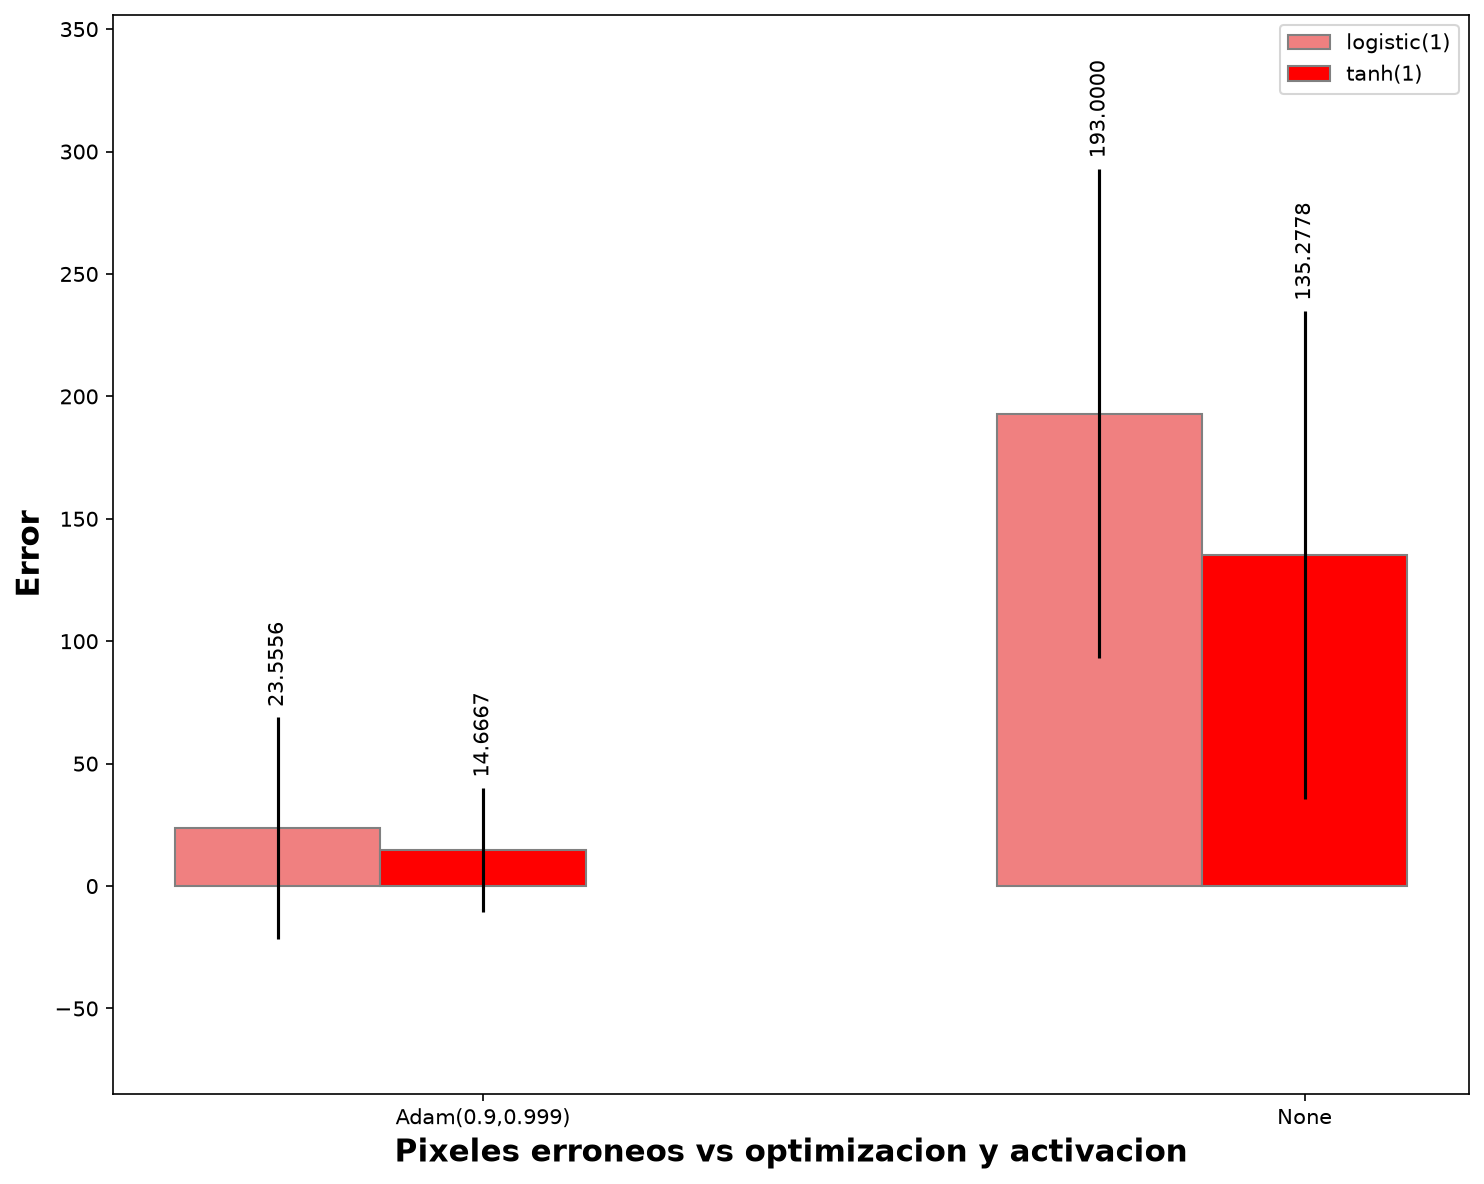 350
300
250
200
150
100
50
0
−50
Error
logistic(1)
tanh(1)
23.5556
14.6667
193.0000
135.2778
Adam(0.9,0.999)
None
Pixeles erroneos vs optimizacion y activacion